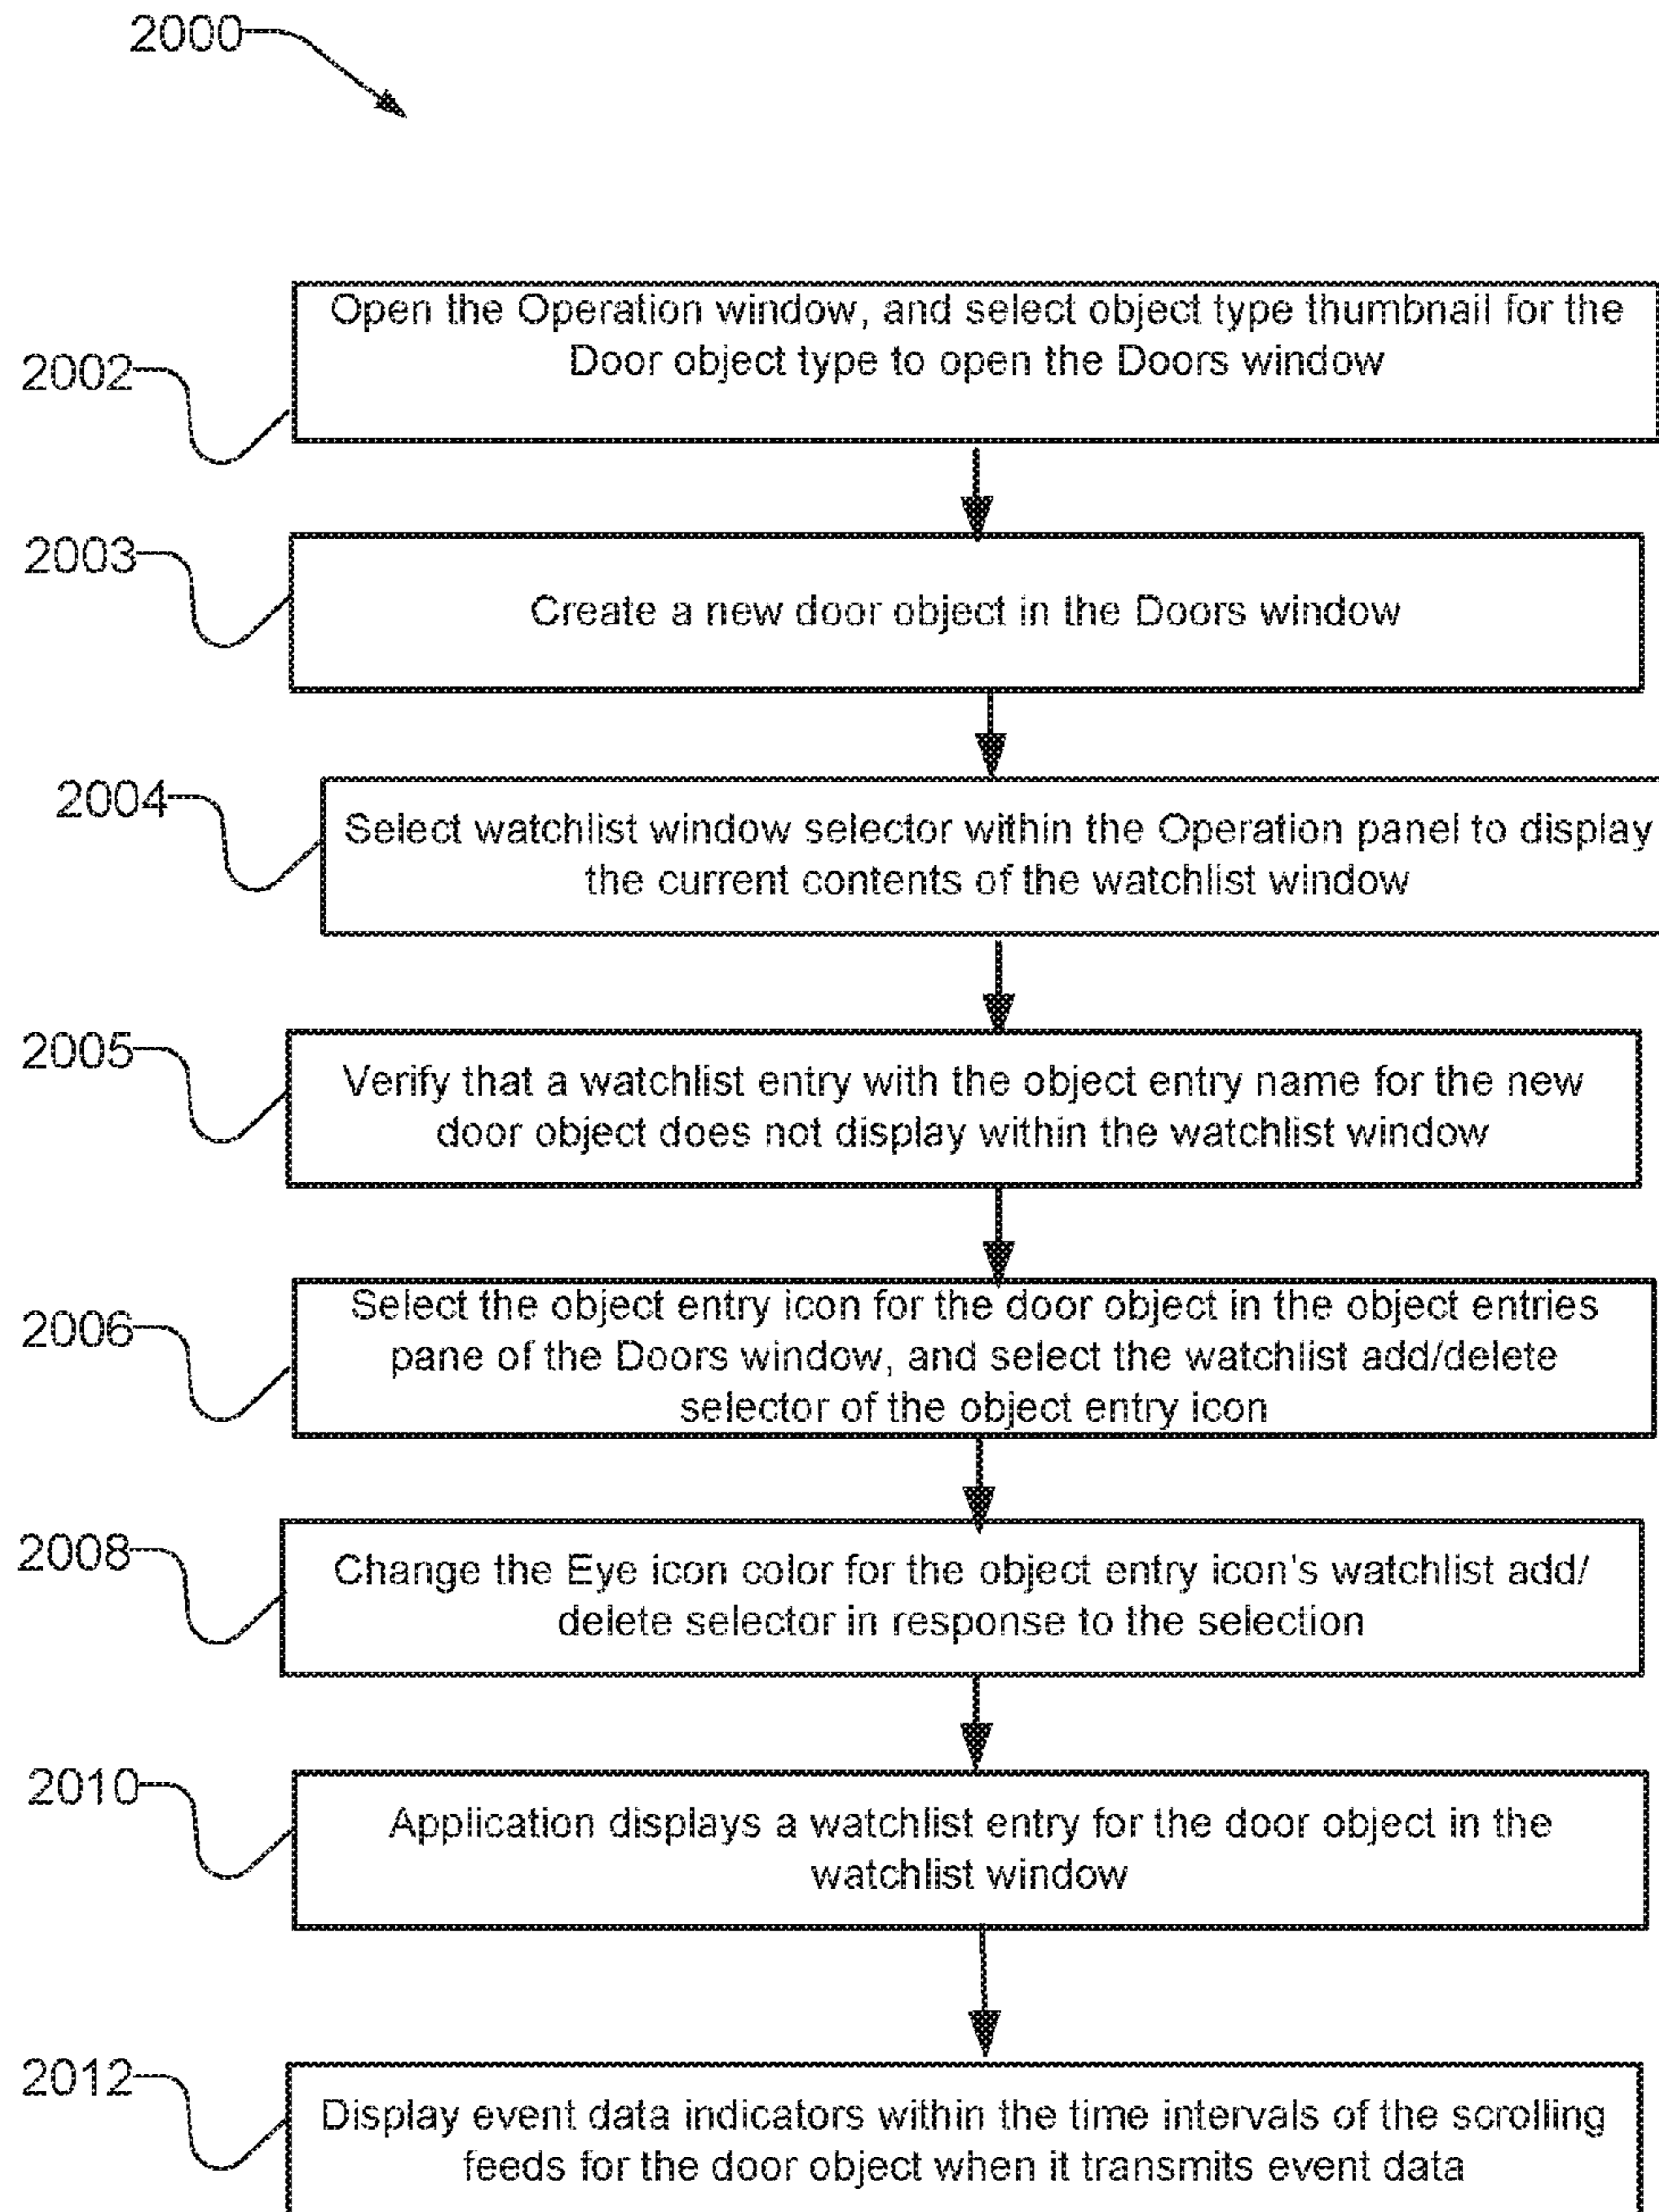 2000
2002
Open the Operation window, and select object type thumbnail for the
Door object type to open the Doors window
2003
Create a new door object in the Doors window
2004
Select watchlist window selector within the Operation panel to display
the current contents of the watchlist window
2005
Verify that a watchlist entry with the object entry name for the new
door object does not display within the watchlist window
2006
Select the object entry icon for the door object in the object entries
pane of the Doors window, and select the watchlist add/delete
selector of the object entry icon
2008
Change the Eye icon color for the object entry icon's watchlist add/
delete selector in response to the selection
2010
Application displays a watchlist entry for the door object in the
watchlist window
2012
Display event data indicators within the time intervals of the scrolling
feeds for the door object when it transmits event data